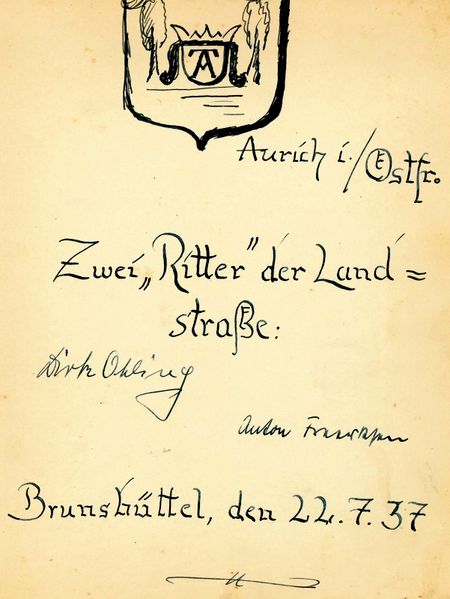 A
Aurich i./Ostfr.
Zwei „Ritter" der Land=
straße:
Dirk Ohling
Anton
Brunsbüttel, den 22.7.37